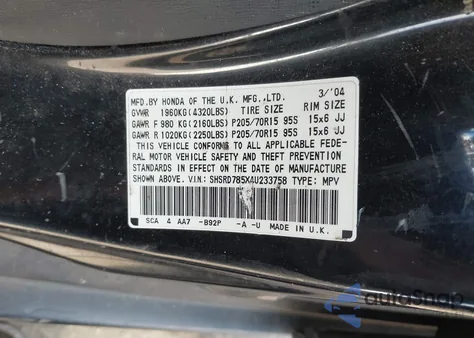 MFD.BY HONDA OF THE U.K. MFG.,LTD. 3/'04
GVWR 1960KG(4320LBS) TIRE SIZE RIM SIZE
GAWR F 980 KG(2160LBS) P205/70R15 95S 15x6 JJ
GAWR R 1020KG(2250LBS) P205/70R15 95S 15x6 JJ
THIS VEHICLE CONFORMS TO ALL APPLICABLE FEDE-
RAL MOTOR VEHICLE SAFETY AND THEFT PREVENTION
STANDARDS IN EFFECT ON THE DATE OF MANUFACTURE
SHOWN ABOVE. V.I.N: SHSRD785X4U233758 TYPE: MPV
SCA 4 AA7 -B92P -A -U MADE IN U.K.
autoSnap